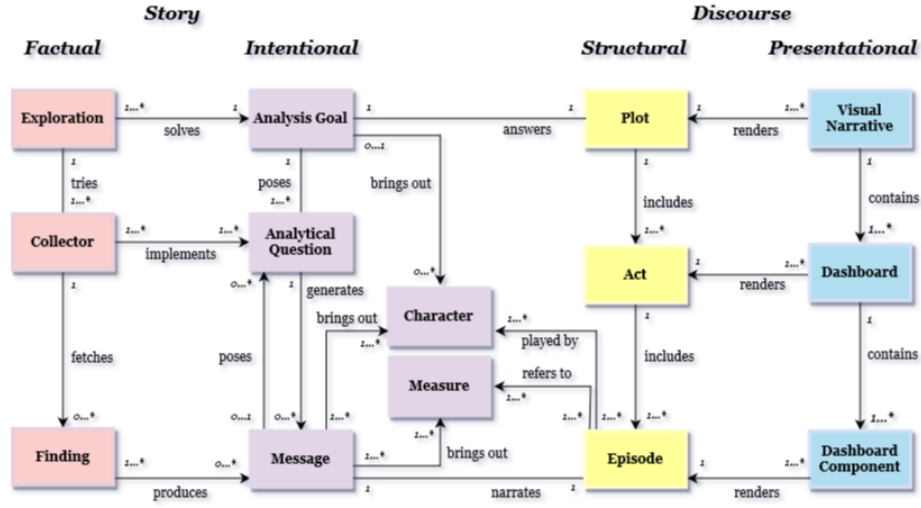 Story
Discourse
Factual
Intentional
Structural
Presentational
Exploration
1...*
solves
1
Analysis Goal
1
answers
1
Plot
1
renders
1...*
Visual
Narrative
0...1
1
tries
1...*
1
poses
1...*
brings out
0...*
1
includes
1...*
1
contains
1...*
Collector
1...*
implements
1...*
Analytical
Question
Act
1
renders
1...*
Dashboard
1
fetches
0...*
0...*
poses
0...1
1
generates
0...*
brings out
1...*
1...*
Character
1...*
played by
Measure
refers to
1...*
1...*
1...*
1
includes
1...*
1
contains
1...*
Finding
1...*
produces
0...*
Message
1...*
brings out
1...*
1
narrates
1
Episode
1
renders
1...*
Dashboard
Component